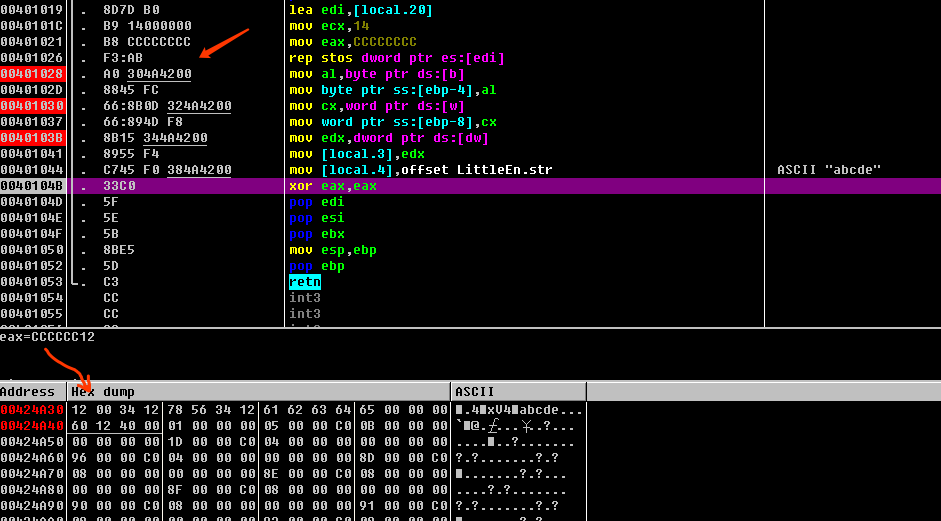 00401019 . 8D7D B0 lea edi,[local.20]
0040101C . B9 14000000 mov ecx,14
00401021 . B8 CCCCCCCC mov eax,CCCCCCCC
00401026 . F3:AB rep stos dword ptr es:[edi]
00401028 . A0 304A4200 mov al,byte ptr ds:[b]
0040102D . 8845 FC mov byte ptr ss:[ebp-4],al
00401030 . 66:8B0D 324A4200 mov cx,word ptr ds:[w]
00401037 . 66:894D F8 mov word ptr ss:[ebp-8],cx
0040103B . 8B15 344A4200 mov edx,dword ptr ds:[dw]
00401041 . 8955 F4 mov [local.3],edx
00401044 . C745 F0 384A4200 mov [local.4],offset LittleEn.str ASCII "abcde"
0040104B . 33C0 xor eax,eax
0040104D . 5F pop edi
0040104E . 5E pop esi
0040104F . 5B pop ebx
00401050 . 8BE5 mov esp,ebp
00401052 . 5D pop ebp
00401053 . C3 retn
00401054 CC int3
00401055 CC int3
eax=CCCCCC12
Address Hex dump ASCII
00424A30 12 00 34 12 78 56 34 12 61 62 63 64 65 00 00 00 .4xV4abcde...
00424A40 60 12 40 00 01 00 00 00 05 00 00 C0 0B 00 00 00 `@.
00424A50 00 00 00 00 1D 00 00 C0 04 00 00 00 00 00 00 00 ......?.......
00424A60 96 00 00 C0 04 00 00 00 00 00 00 00 8D 00 00 C0 ?.?.......?.?
00424A70 08 00 00 00 00 00 00 00 8E 00 00 C0 08 00 00 00 .......?.?...
00424A80 00 00 00 00 8F 00 00 C0 08 00 00 00 00 00 00 00 ....?.?.......
00424A90 90 00 00 C0 08 00 00 00 00 00 00 00 91 00 00 C0 ?.?.......?.?